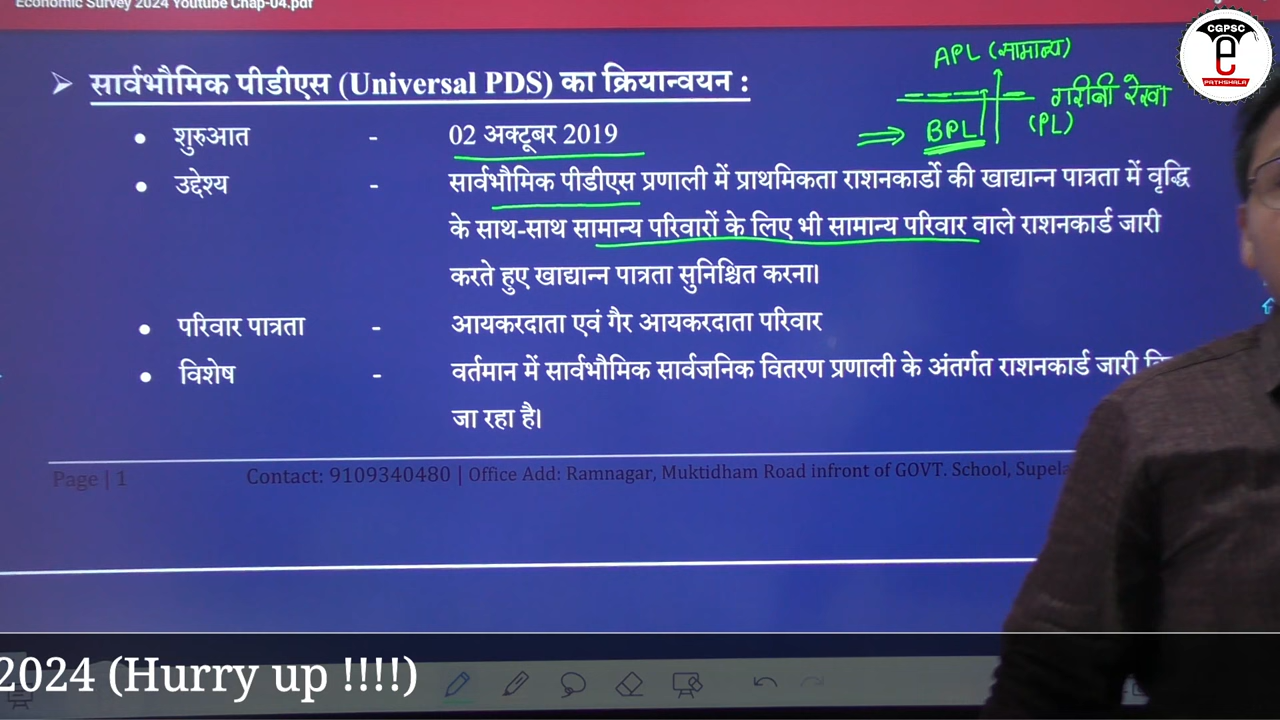 Economic Survey 2024 Youtube Chap-04.pdf
CGPSC
e
PATHSHALA
APL (सामान्य)
गरीबी रेखा
BPL
(PL)
➢ सार्वभौमिक पीडीएस (Universal PDS) का क्रियान्वयन :
• शुरुआत - 02 अक्टूबर 2019
• उद्देश्य - सार्वभौमिक पीडीएस प्रणाली में प्राथमिकता राशनकार्डो की खाद्यान्न पात्रता में वृद्धि
के साथ-साथ सामान्य परिवारों के लिए भी सामान्य परिवार वाले राशनकार्ड जारी
करते हुए खाद्यान्न पात्रता सुनिश्चित करना।
• परिवार पात्रता - आयकरदाता एवं गैर आयकरदाता परिवार
• विशेष - वर्तमान में सार्वभौमिक सार्वजनिक वितरण प्रणाली के अंतर्गत राशनकार्ड जारी
जा रहा है।
Page | 1 Contact: 9109340480 | Office Add: Ramnagar, Muktidham Road infront of GOVT. School, Supela
2024 (Hurry up !!!!)